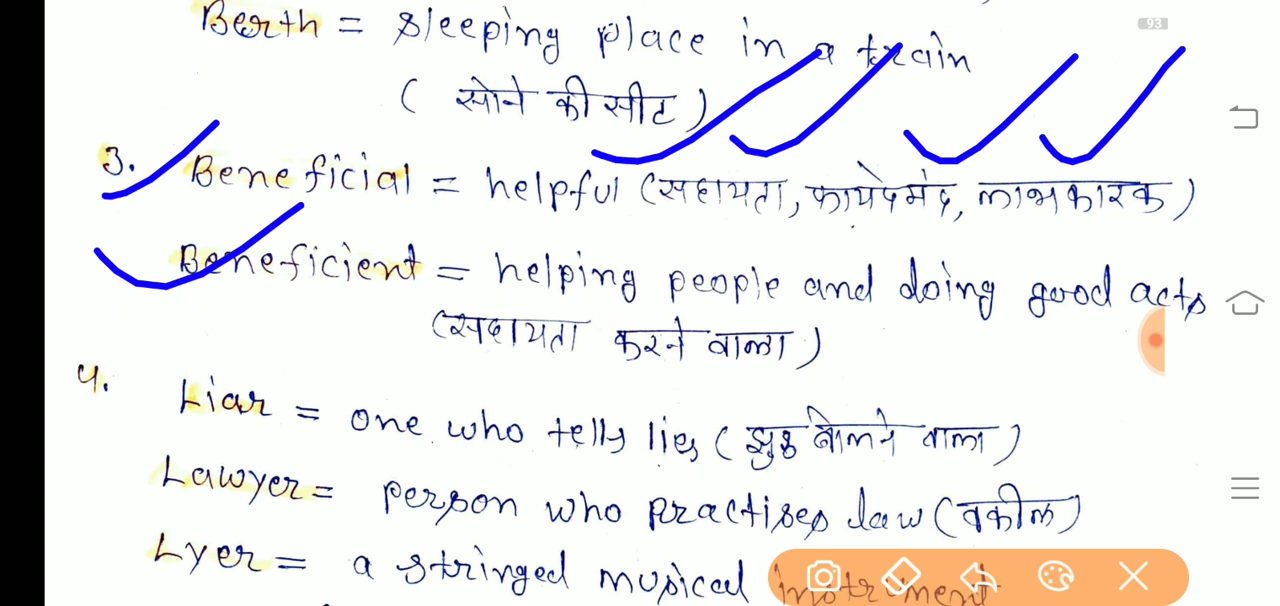 Berth = sleeping place in a train
( सोने की सीट )
93
3. Beneficial = helpful ( सहायता, फायदेमंद, लाभकारक )
Beneficient = helping people and doing good acts
( सहायता करने वाला )
4. Liar = one who tells lies ( झुठ बोलने वाला )
Lawyer = person who practises law ( वकील )
Lyer = a stringed musical instrument